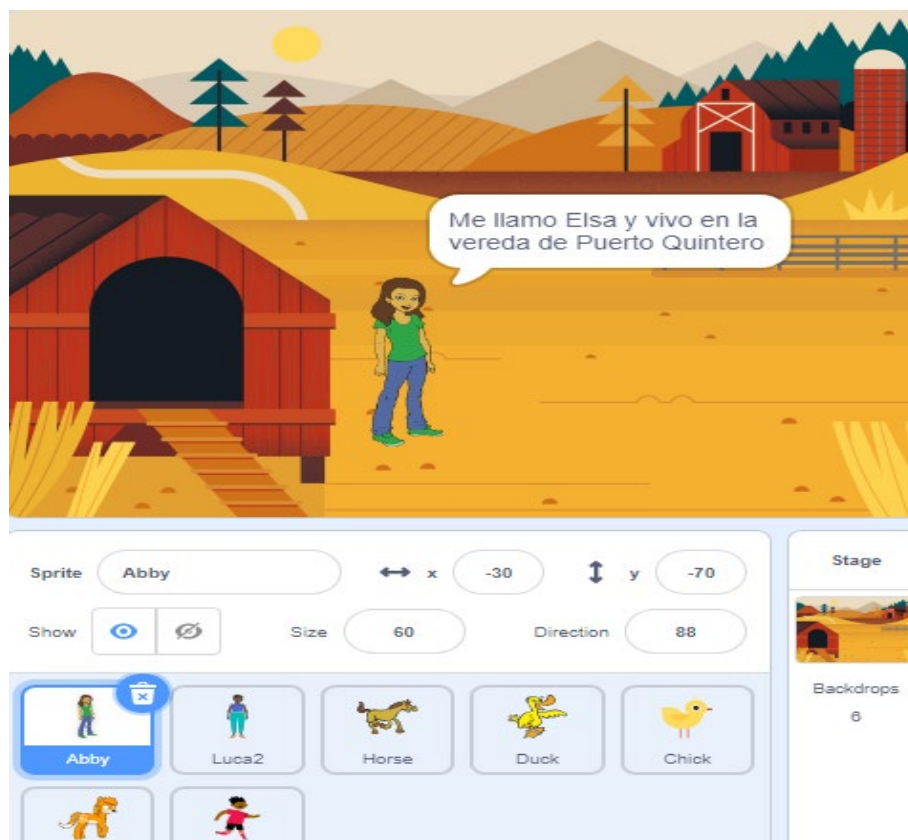 Me llamo Elsa y vivo en la
vereda de Puerto Quintero
Sprite Abby x -30 y -70
Show Size 60 Direction 88
Stage
Backdrops
6
Abby Luca2 Horse Duck Chick